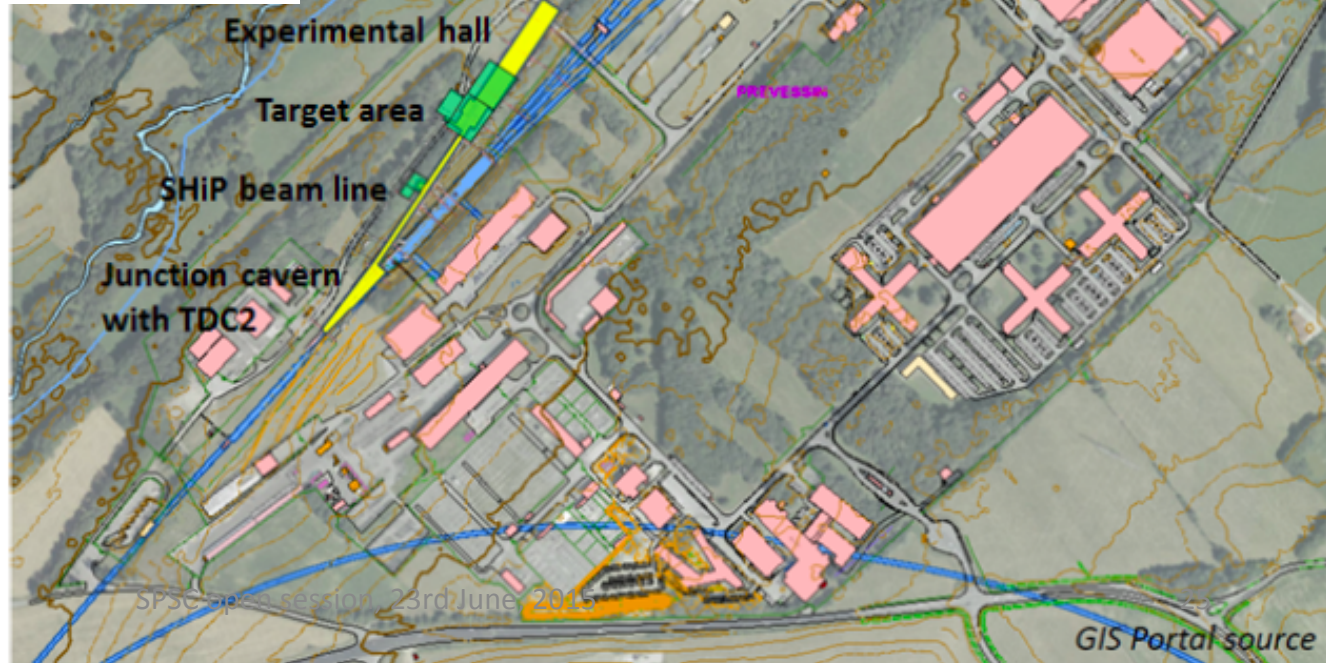 Experimental hall
PREVESSIN
Target area
SHiP beam line
Junction cavern
with TDC2
SPSC open session, 23rd June, 2015
GIS Portal source